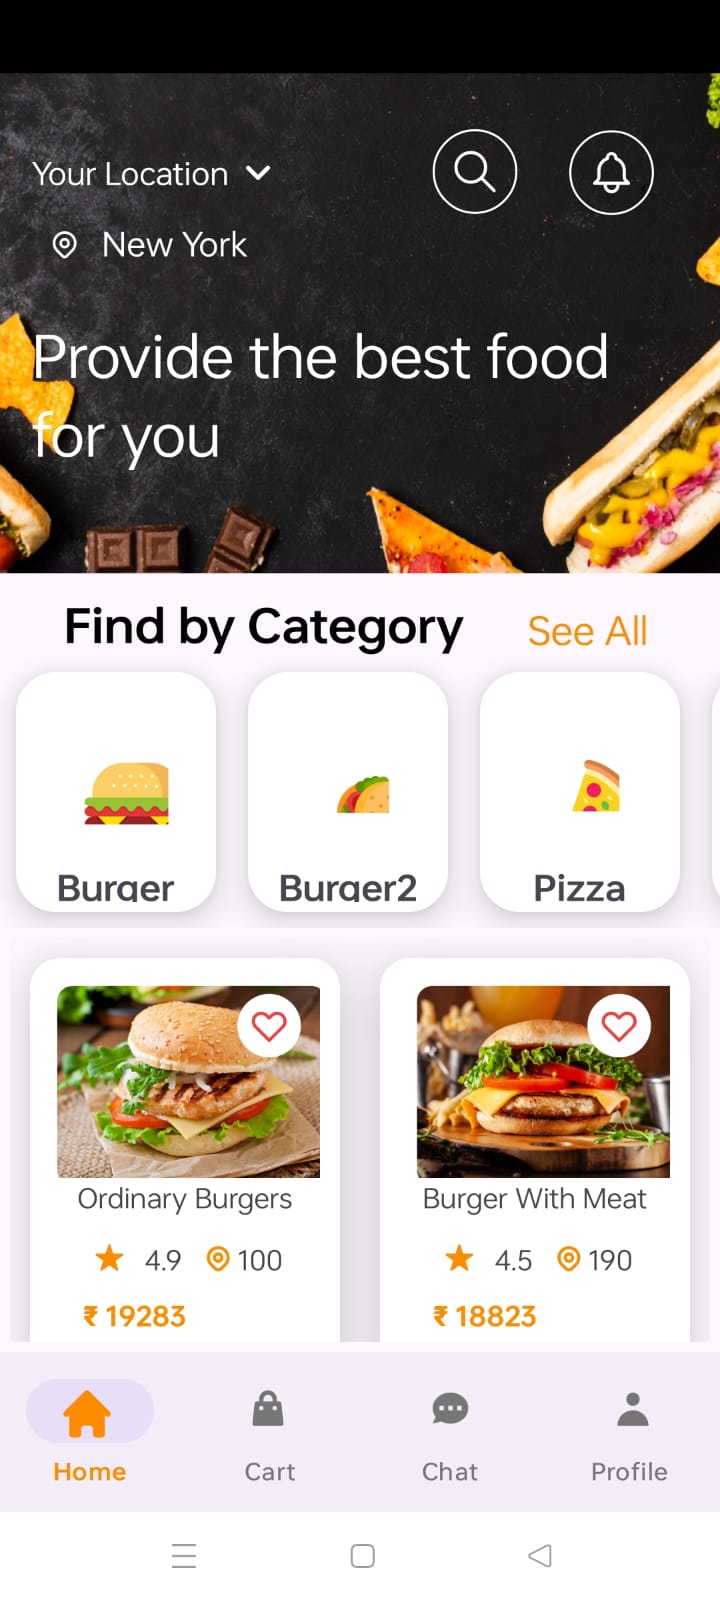 Your Location
New York
Provide the best food
for you
Find by Category See All
Burger Burger2 Pizza
Ordinary Burgers Burger With Meat
4.9 100 4.5 190
₹ 19283 ₹ 18823
Home Cart Chat Profile